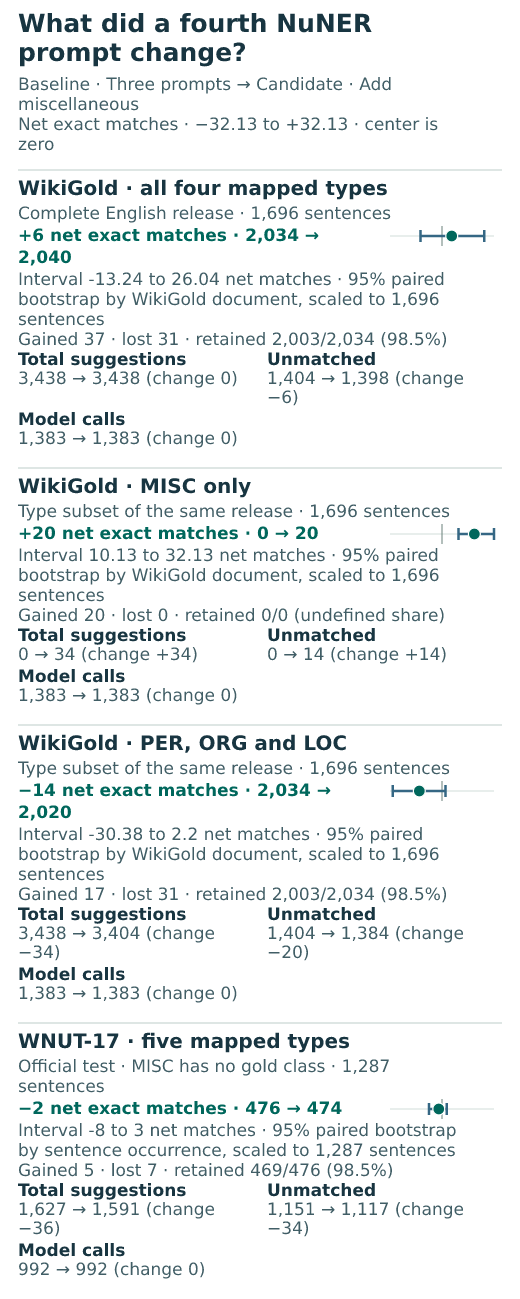 What did a fourth NuNER
prompt change?
Baseline · Three prompts → Candidate · Add
miscellaneous
Net exact matches · −32.13 to +32.13 · center is
zero
WikiGold · all four mapped types
Complete English release · 1,696 sentences
+6 net exact matches · 2,034 →
2,040
Interval -13.24 to 26.04 net matches · 95% paired
bootstrap by WikiGold document, scaled to 1,696
sentences
Gained 37 · lost 31 · retained 2,003/2,034 (98.5%)
Total suggestions
3,438 → 3,438 (change 0)
Unmatched
1,404 → 1,398 (change
−6)
Model calls
1,383 → 1,383 (change 0)
WikiGold · MISC only
Type subset of the same release · 1,696 sentences
+20 net exact matches · 0 → 20
Interval 10.13 to 32.13 net matches · 95% paired
bootstrap by WikiGold document, scaled to 1,696
sentences
Gained 20 · lost 0 · retained 0/0 (undefined share)
Total suggestions
0 → 34 (change +34)
Unmatched
0 → 14 (change +14)
Model calls
1,383 → 1,383 (change 0)
WikiGold · PER, ORG and LOC
Type subset of the same release · 1,696 sentences
−14 net exact matches · 2,034 →
2,020
Interval -30.38 to 2.2 net matches · 95% paired
bootstrap by WikiGold document, scaled to 1,696
sentences
Gained 17 · lost 31 · retained 2,003/2,034 (98.5%)
Total suggestions
3,438 → 3,404 (change
−34)
Unmatched
1,404 → 1,384 (change
−20)
Model calls
1,383 → 1,383 (change 0)
WNUT-17 · five mapped types
Official test · MISC has no gold class · 1,287
sentences
−2 net exact matches · 476 → 474
Interval -8 to 3 net matches · 95% paired bootstrap
by sentence occurrence, scaled to 1,287 sentences
Gained 5 · lost 7 · retained 469/476 (98.5%)
Total suggestions
1,627 → 1,591 (change
−36)
Unmatched
1,151 → 1,117 (change
−34)
Model calls
992 → 992 (change 0)